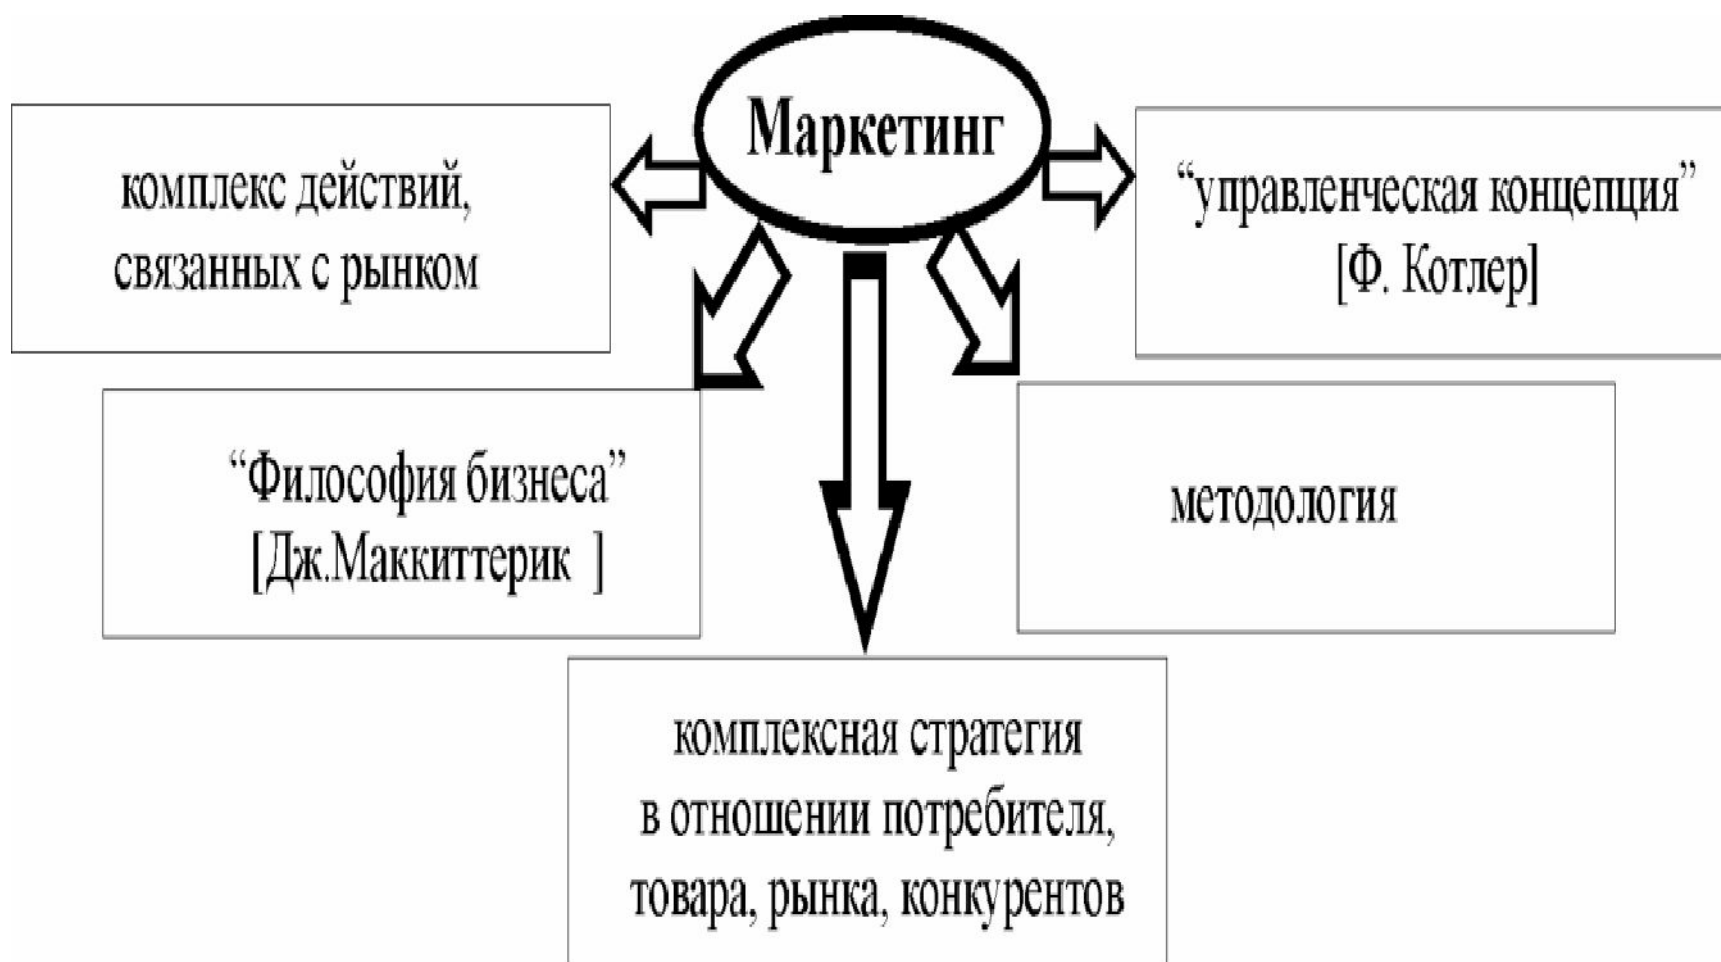 Маркетинг
комплекс действий,
связанных с рынком
“управленческая концепция”
[Ф. Котлер]
“Философия бизнеса”
[Дж.Маккиттерик ]
методология
комплексная стратегия
в отношении потребителя,
товара, рынка, конкурентов